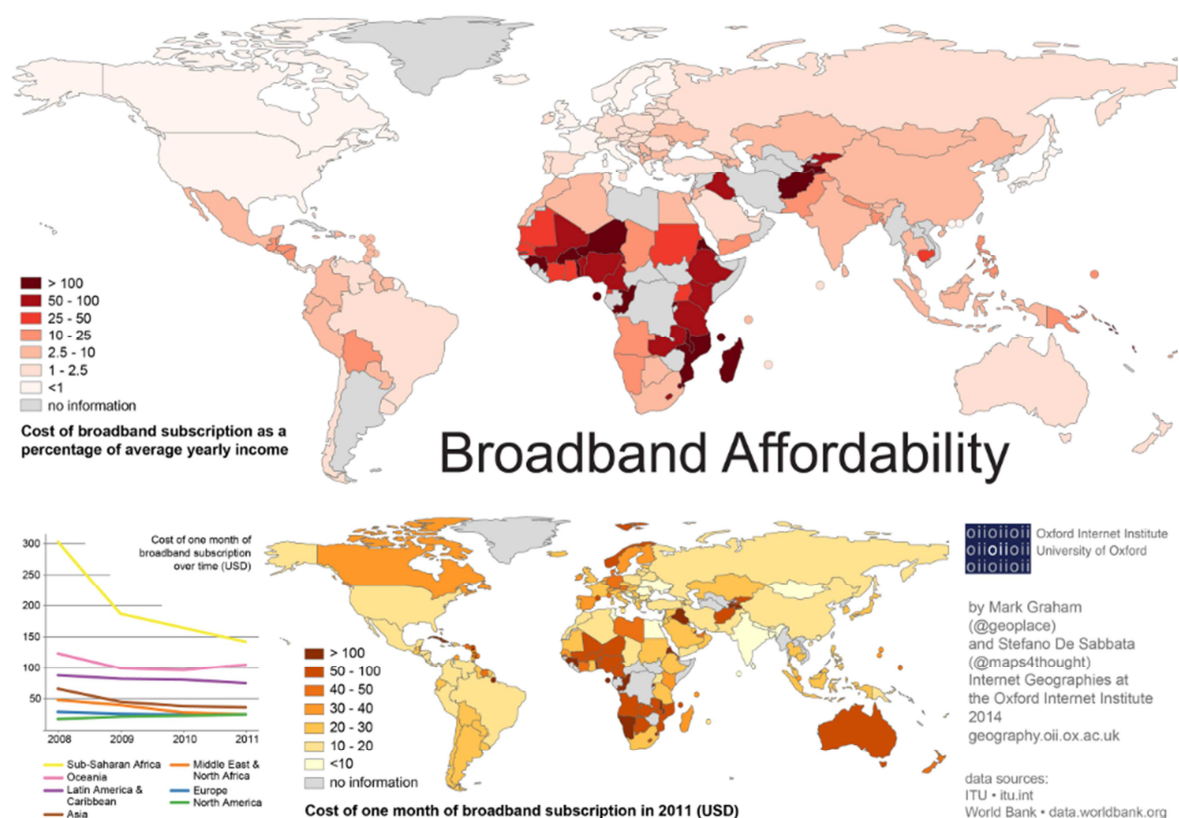 > 100
50 - 100
25 - 50
10 - 25
2.5 - 10
1 - 2.5
<1
no information
Cost of broadband subscription as a
percentage of average yearly income
Broadband Affordability
Cost of one month of
broadband subscription
over time (USD)
300
250
200
150
100
50
2008
2009
2010
2011
Sub-Saharan Africa
Oceania
Latin America &
Caribbean
Asia
Middle East &
North Africa
Europe
North America
> 100
50 - 100
40 - 50
30 - 40
20 - 30
10 - 20
<10
no information
Cost of one month of broadband subscription in 2011 (USD)
oiioiioii
oiioiioii
oiioiioii
Oxford Internet Institute
University of Oxford
by Mark Graham
(@geoplace)
and Stefano De Sabbata
(@maps4thought)
Internet Geographies at
the Oxford Internet Institute
2014
geography.oii.ox.ac.uk
data sources:
ITU • itu.int
World Bank • data.worldbank.org